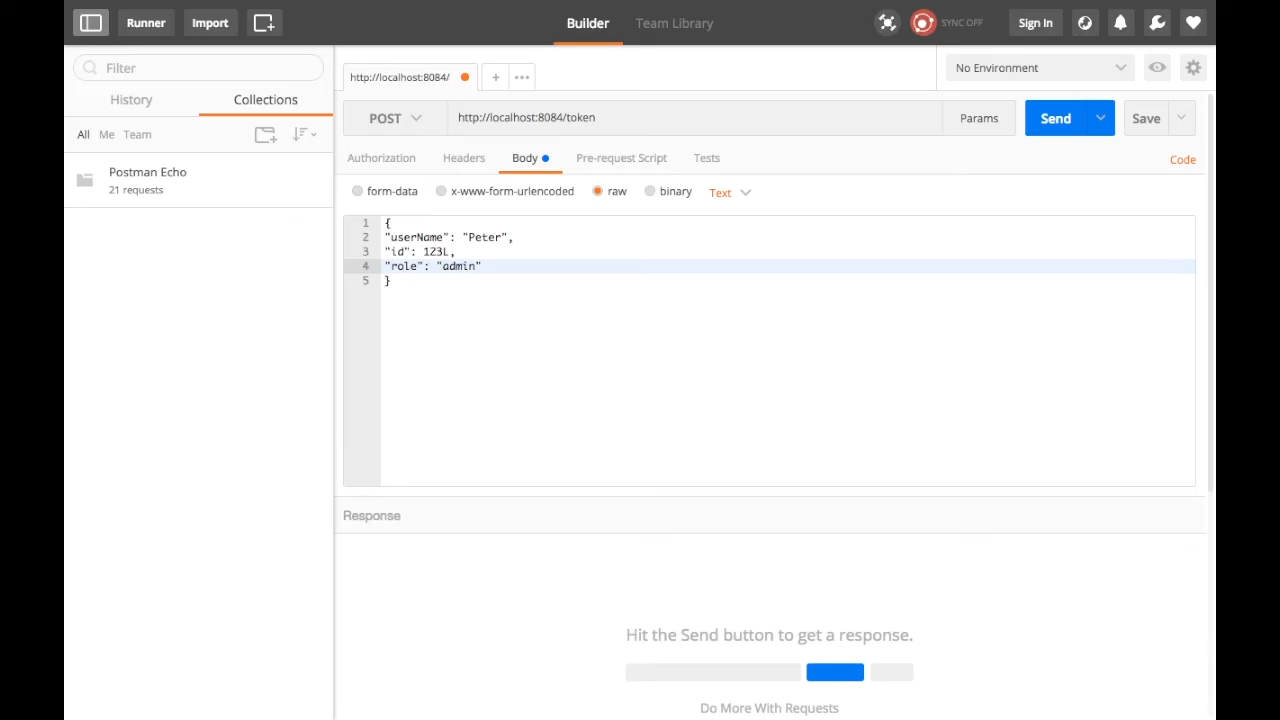 Runner Import Builder Team Library SYNC OFF Sign In
Filter
History Collections
All Me Team
Postman Echo
21 requests
http://localhost:8084/ + ••• No Environment
POST http://localhost:8084/token Params Send Save
Authorization Headers Body Pre-request Script Tests Code
form-data x-www-form-urlencoded raw binary Text
1 {
2 "userName": "Peter",
3 "id": 123L,
4 "role": "admin"
5 }
Response
Hit the Send button to get a response.
Do More With Requests